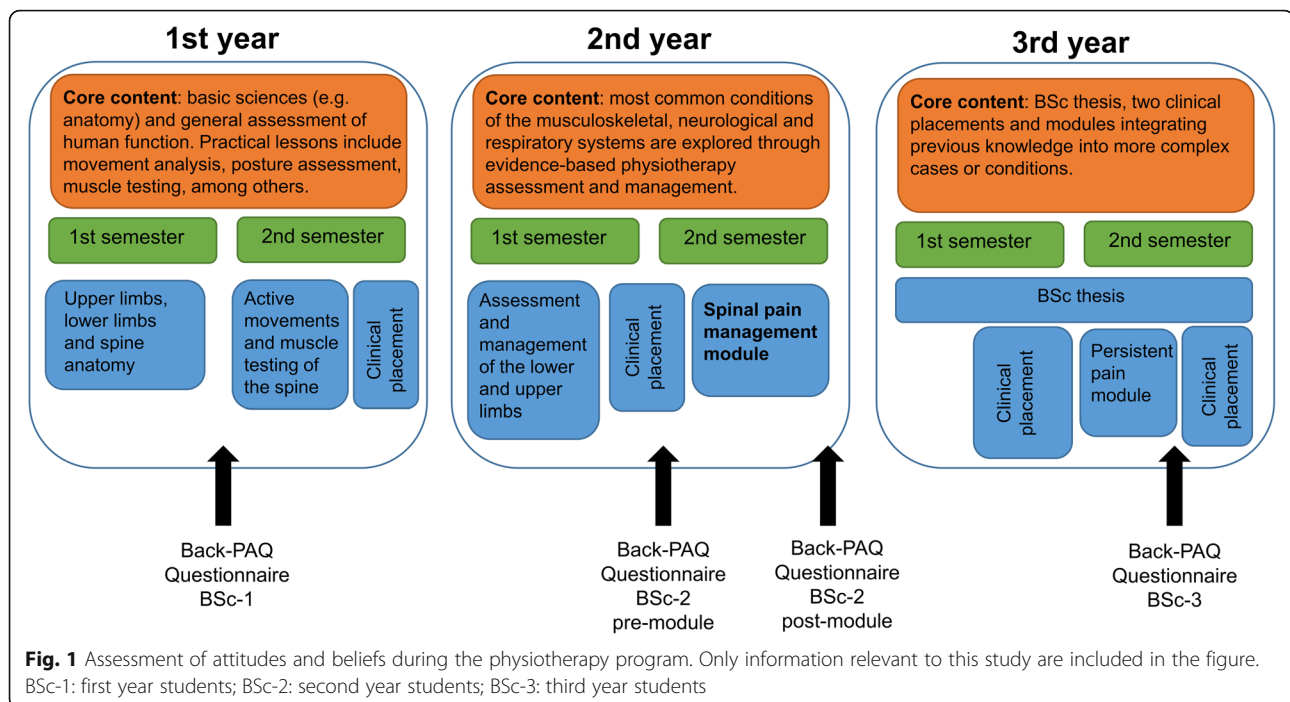 1st year
Core content: basic sciences (e.g.
anatomy) and general assessment of
human function. Practical lessons include
movement analysis, posture assessment,
muscle testing, among others.
1st semester
2nd semester
Upper limbs,
lower limbs
and spine
anatomy
Active
movements
and muscle
testing of
the spine
Clinical
placement
Back-PAQ
Questionnaire
BSc-1
2nd year
Core content: most common conditions
of the musculoskeletal, neurological and
respiratory systems are explored through
evidence-based physiotherapy
assessment and management.
1st semester
2nd semester
Assessment
and
management
of the lower
and upper
limbs
Clinical
placement
Spinal pain
management
module
Back-PAQ
Questionnaire
BSc-2
pre-module
Back-PAQ
Questionnaire
BSc-2
post-module
3rd year
Core content: BSc thesis, two clinical
placements and modules integrating
previous knowledge into more complex
cases or conditions.
1st semester
2nd semester
BSc thesis
Clinical
placement
Persistent
pain
module
Clinical
placement
Back-PAQ
Questionnaire
BSc-3
Fig. 1 Assessment of attitudes and beliefs during the physiotherapy program. Only information relevant to this study are included in the figure.
BSc-1: first year students; BSc-2: second year students; BSc-3: third year students